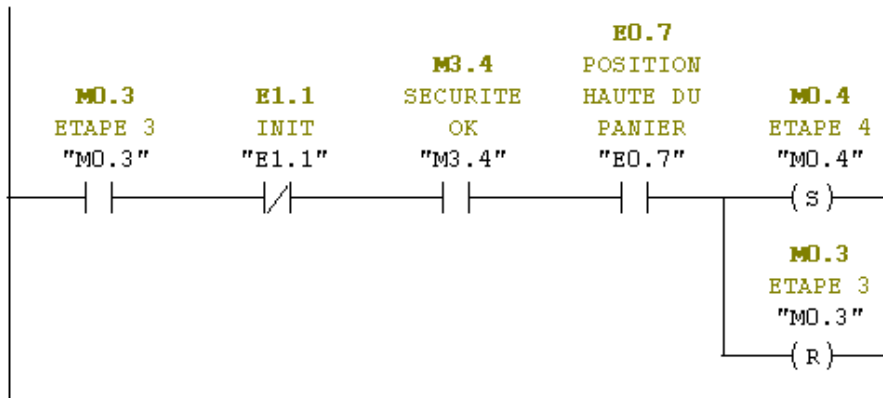 E0.7
M3.4 POSITION
M0.3 E1.1 SECURITE HAUTE DU M0.4
ETAPE 3 INIT OK PANIER ETAPE 4
"M0.3" "E1.1" "M3.4" "E0.7" "M0.4"
S
M0.3
ETAPE 3
"M0.3"
R